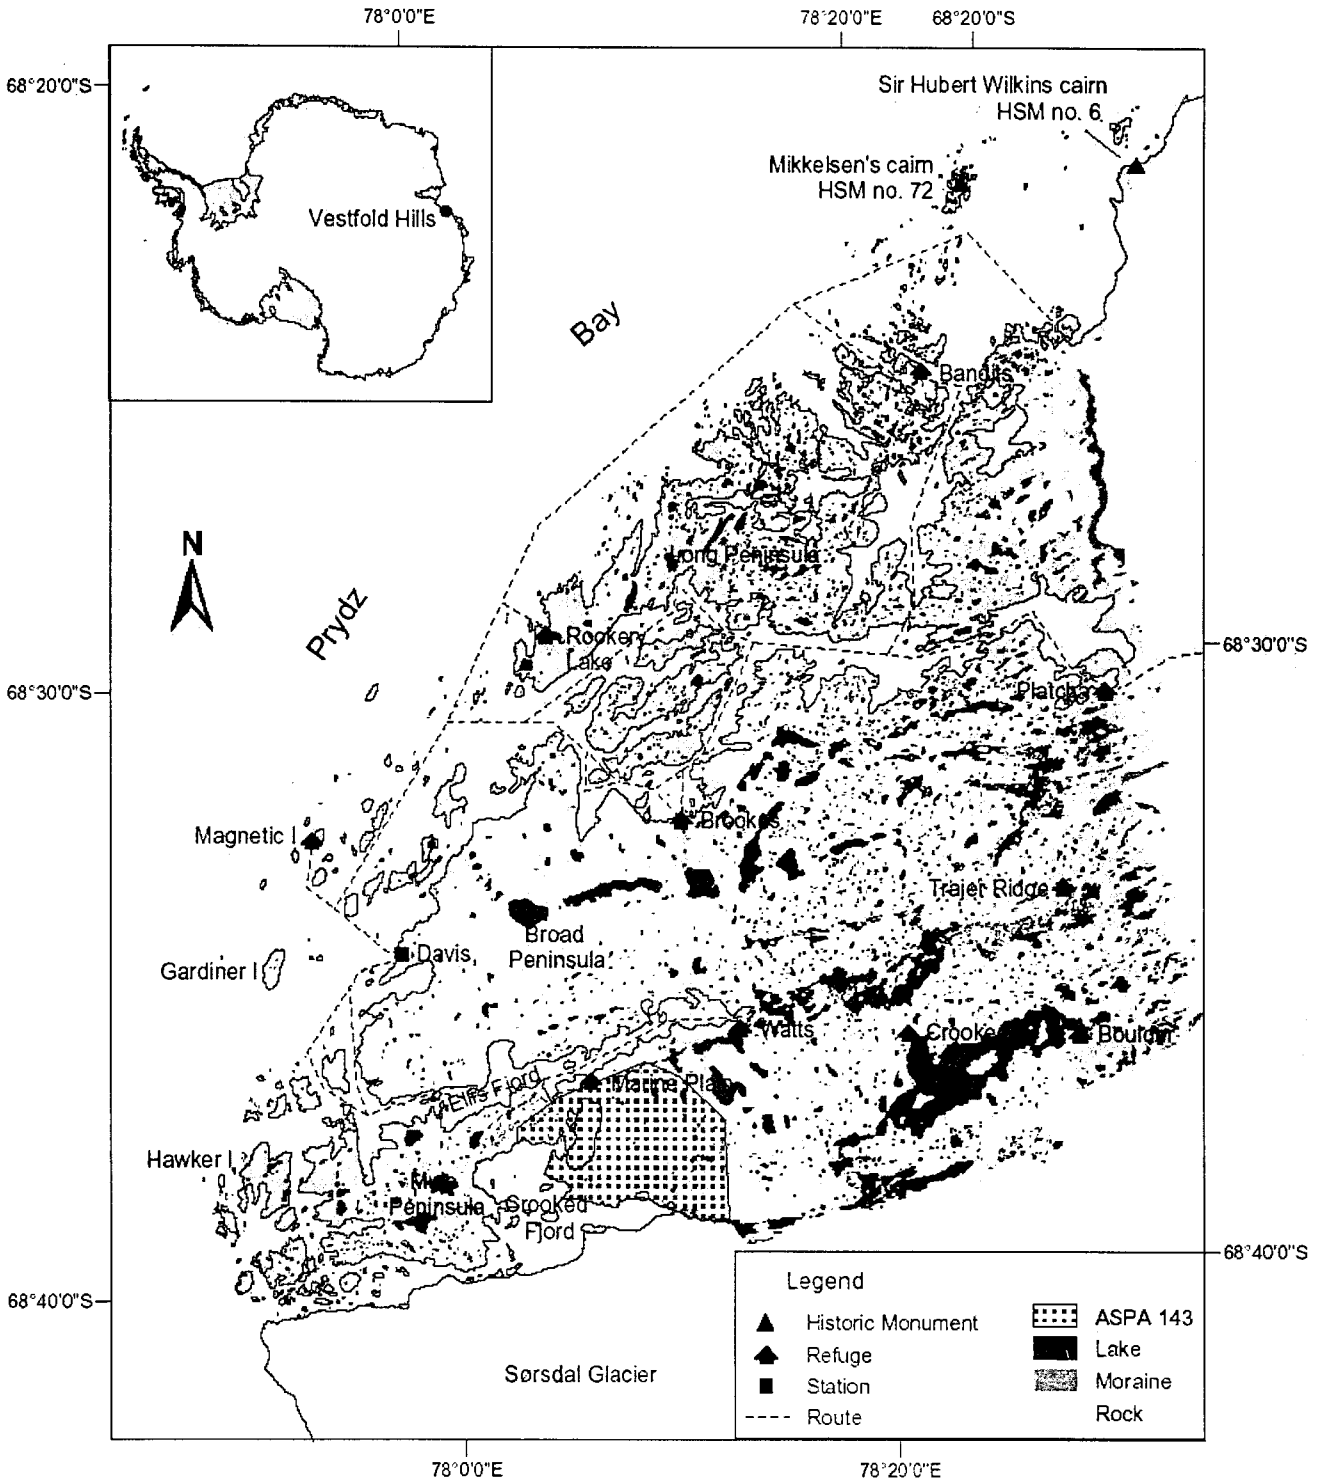 78°0'0"E
78°20'0"E
68°20'0"S
68°20'0"S
Sir Hubert Wilkins cairn
HSM no. 6
Mikkelsen's cairn
HSM no. 72
Vestfold Hills
Bay
Bandits
N
Long Peninsula
Prydz
Rookery
Lake
68°30'0"S
68°30'0"S
Platcha
Magnetic I
Brookes
Trajer Ridge
Broad
Peninsula
Davis
Gardiner I
Watts
Crooked
Boulder
Marine Plain
Ellis Fjord
Hawker I
Mule
Peninsula
Crooked
Fjord
68°40'0"S
68°40'0"S
Sørsdal Glacier
Legend
Historic Monument
Refuge
Station
Route
ASPA 143
Lake
Moraine
Rock
78°0'0"E
78°20'0"E